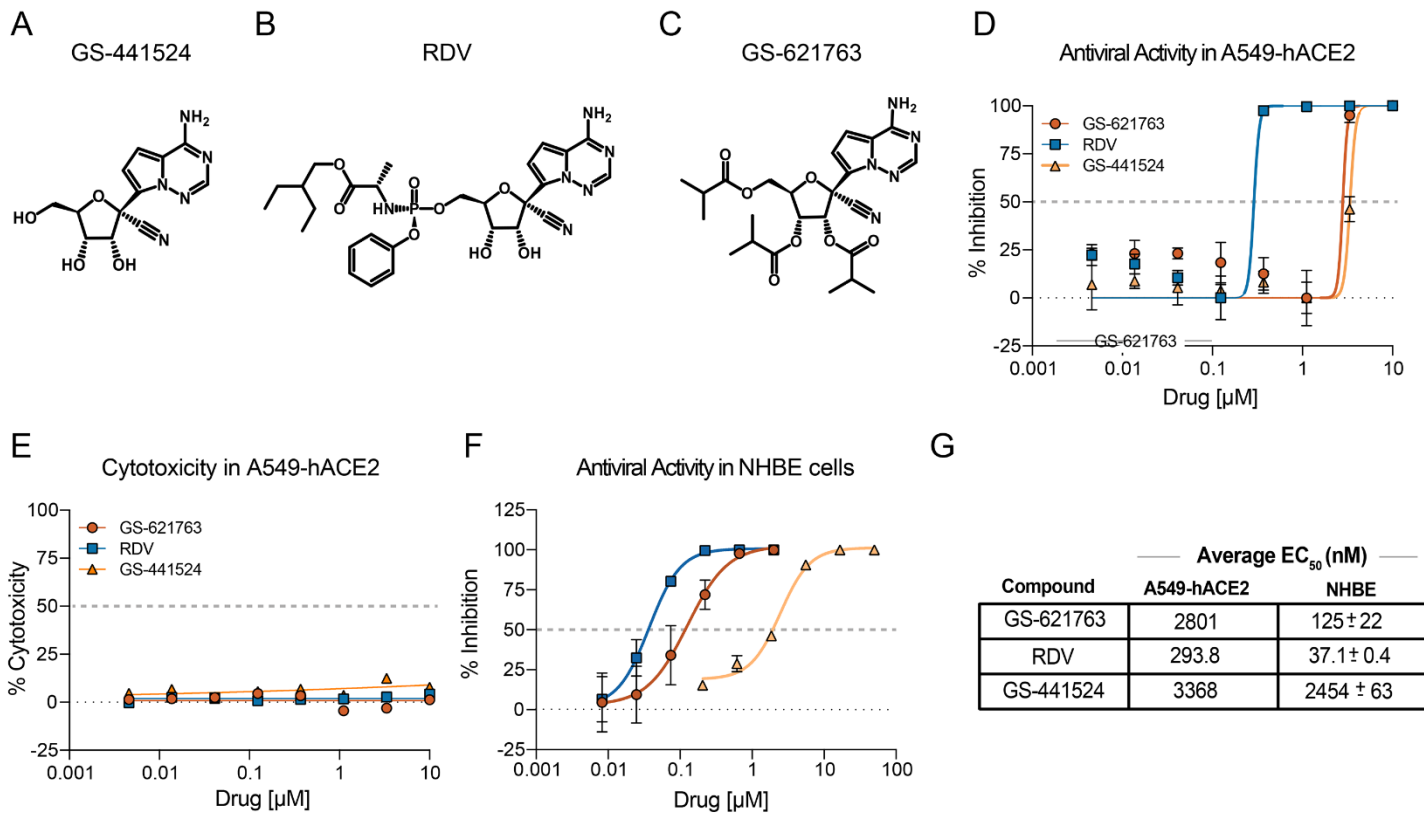 A
GS-441524
NH₂
N
N
N
O
HO
N
HO OH
B
RDV
NH₂
N
N
N
O
O
O
HN
P
O
O
O
N
HO OH
C
GS-621763
NH₂
N
N
N
O
O
O
N
O
O
O
O
D
Antiviral Activity in A549-hACE2
% Inhibition
100
75
50
25
0
-25
GS-621763
RDV
GS-441524
GS-621763
0.001 0.01 0.1 1 10
Drug [µM]
E
Cytotoxicity in A549-hACE2
% Cytotoxicity
100
75
50
25
0
-25
GS-621763
RDV
GS-441524
0.001 0.01 0.1 1 10
Drug [µM]
F
Antiviral Activity in NHBE cells
% Inhibition
125
100
75
50
25
0
-25
0.001 0.01 0.1 1 10 100
Drug [µM]
G
Average EC₅₀ (nM)
Compound A549-hACE2 NHBE
GS-621763 2801 125 ± 22
RDV 293.8 37.1 ± 0.4
GS-441524 3368 2454 ± 63